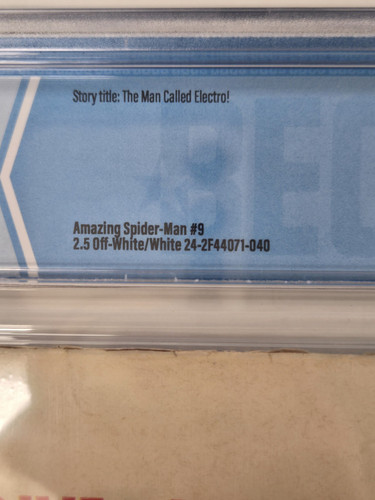 Story title: The Man Called Electro!
Amazing Spider-Man #9
2.5 Off-White/White 24-2F44071-040